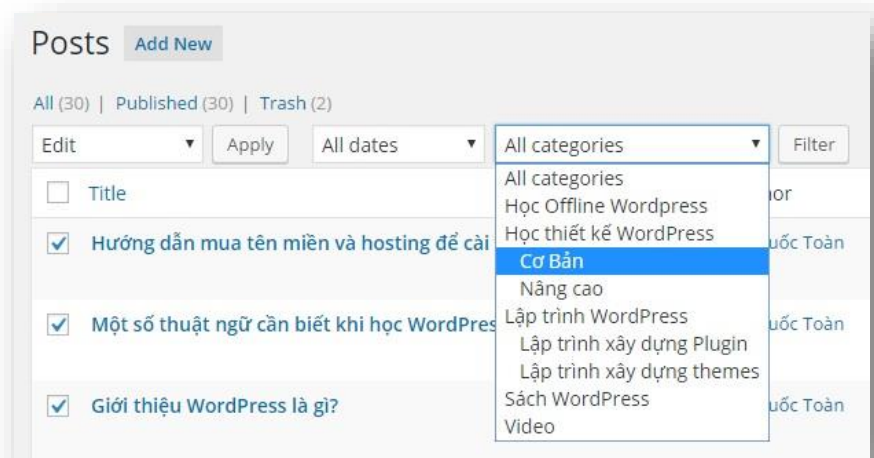 Posts Add New
All (30) | Published (30) | Trash (2)
Edit Apply All dates All categories Filter
All categories
Title
Học Offline Wordpress
Học thiết kế WordPress
Hướng dẫn mua tên miền và hosting để cài
Cơ Bản
Nâng cao
Lập trình WordPress
Một số thuật ngữ cần biết khi học
Lập trình xây dựng Plugin
Lập trình xây dựng themes
Sách WordPress
Giới thiệu WordPress là gì?
Toàn
Toàn
Toàn
Video